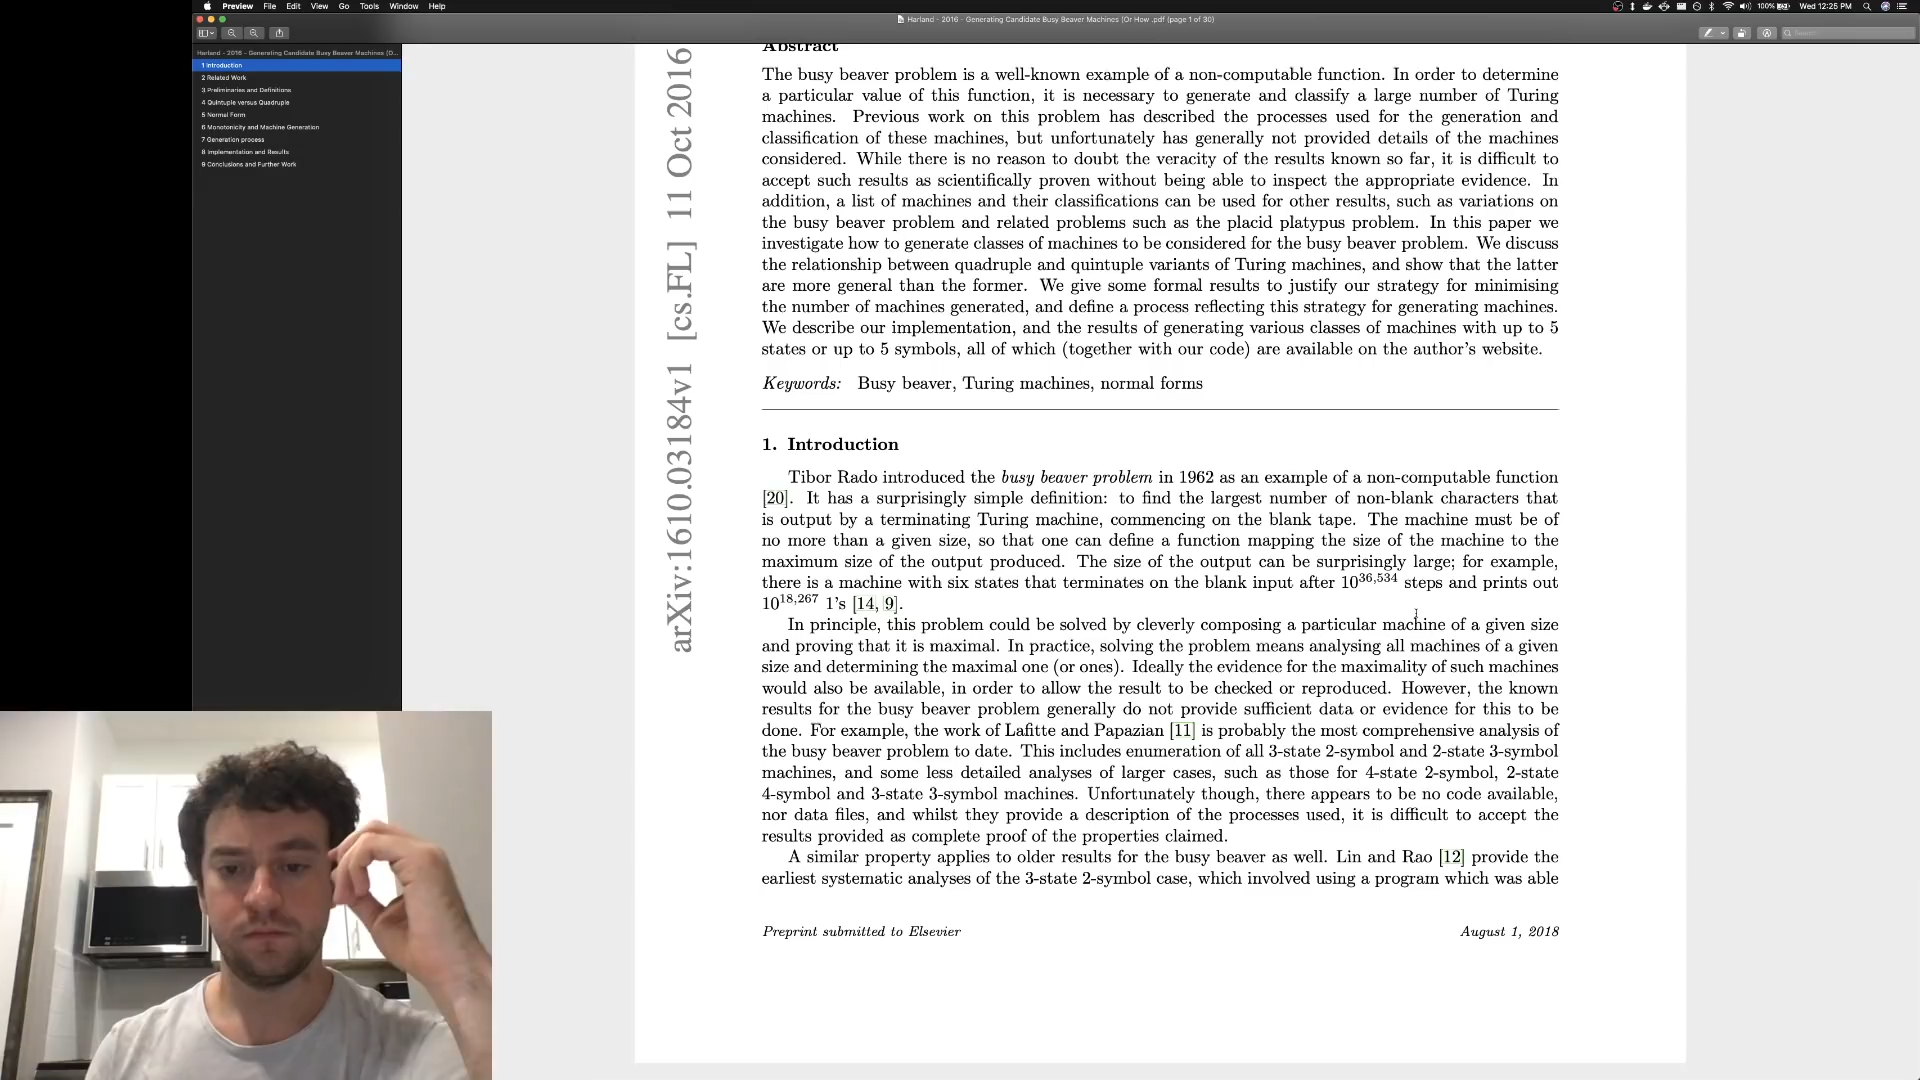 Preview File Edit View Go Tools Window Help
100% Wed 12:25 PM
Harland - 2016 - Generating Candidate Busy Beaver Machines (Or How .pdf (page 1 of 30)
Search
Harland - 2016 - Generating Candidate Busy Beaver Machines (O...
1 Introduction
2 Related Work
3 Preliminaries and Definitions
4 Quintuple versus Quadruple
5 Normal Form
6 Monotonicity and Machine Generation
7 Generation process
8 Implementation and Results
9 Conclusions and Further Work
arXiv:1610.03184v1 [cs.FL] 11 Oct 2016
Abstract
The busy beaver problem is a well-known example of a non-computable function. In order to determine
a particular value of this function, it is necessary to generate and classify a large number of Turing
machines. Previous work on this problem has described the processes used for the generation and
classification of these machines, but unfortunately has generally not provided details of the machines
considered. While there is no reason to doubt the veracity of the results known so far, it is difficult to
accept such results as scientifically proven without being able to inspect the appropriate evidence. In
addition, a list of machines and their classifications can be used for other results, such as variations on
the busy beaver problem and related problems such as the placid platypus problem. In this paper we
investigate how to generate classes of machines to be considered for the busy beaver problem. We discuss
the relationship between quadruple and quintuple variants of Turing machines, and show that the latter
are more general than the former. We give some formal results to justify our strategy for minimising
the number of machines generated, and define a process reflecting this strategy for generating machines.
We describe our implementation, and the results of generating various classes of machines with up to 5
states or up to 5 symbols, all of which (together with our code) are available on the author's website.
Keywords: Busy beaver, Turing machines, normal forms
1. Introduction
Tibor Rado introduced the busy beaver problem in 1962 as an example of a non-computable function
[20]. It has a surprisingly simple definition: to find the largest number of non-blank characters that
is output by a terminating Turing machine, commencing on the blank tape. The machine must be of
no more than a given size, so that one can define a function mapping the size of the machine to the
maximum size of the output produced. The size of the output can be surprisingly large; for example,
there is a machine with six states that terminates on the blank input after 10^36,534 steps and prints out
10^18,267 1's [14, 9].
In principle, this problem could be solved by cleverly composing a particular machine of a given size
and proving that it is maximal. In practice, solving the problem means analysing all machines of a given
size and determining the maximal one (or ones). Ideally the evidence for the maximality of such machines
would also be available, in order to allow the result to be checked or reproduced. However, the known
results for the busy beaver problem generally do not provide sufficient data or evidence for this to be
done. For example, the work of Lafitte and Papazian [11] is probably the most comprehensive analysis of
the busy beaver problem to date. This includes enumeration of all 3-state 2-symbol and 2-state 3-symbol
machines, and some less detailed analyses of larger cases, such as those for 4-state 2-symbol, 2-state
4-symbol and 3-state 3-symbol machines. Unfortunately though, there appears to be no code available,
nor data files, and whilst they provide a description of the processes used, it is difficult to accept the
results provided as complete proof of the properties claimed.
A similar property applies to older results for the busy beaver as well. Lin and Rao [12] provide the
earliest systematic analyses of the 3-state 2-symbol case, which involved using a program which was able
Preprint submitted to Elsevier August 1, 2018